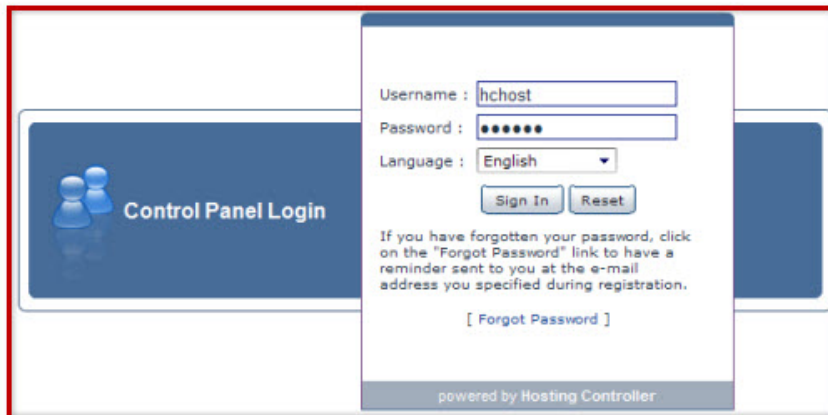 Control Panel Login
Username : hchost
Password : ●●●●●●
Language : English
Sign In Reset
If you have forgotten your password, click
on the "Forgot Password" link to have a
reminder sent to you at the e-mail
address you specified during registration.
[ Forgot Password ]
powered by Hosting Controller